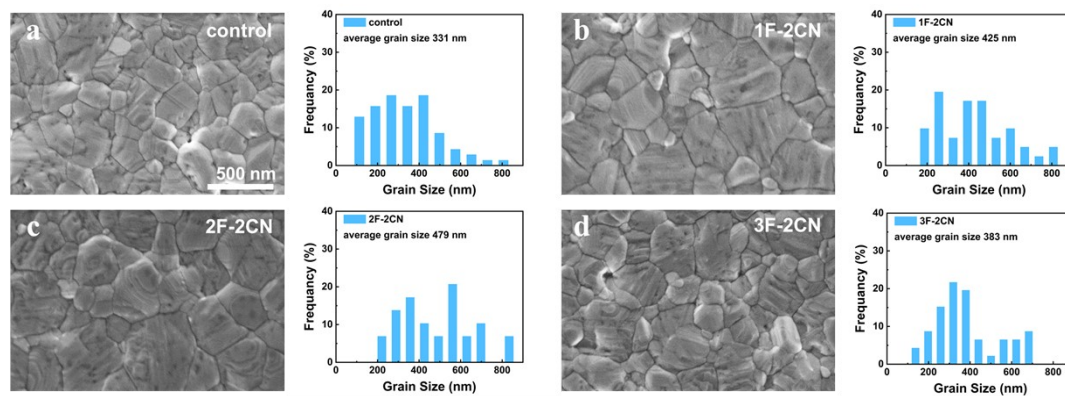 a
control
500 nm
control
average grain size 331 nm
40
30
20
10
0
0 200 400 600 800
Frequancy (%)
Grain Size (nm)
b
1F-2CN
1F-2CN
average grain size 425 nm
40
30
20
10
0
0 200 400 600 800
Frequancy (%)
Grain Size (nm)
c
2F-2CN
2F-2CN
average grain size 479 nm
40
30
20
10
0
0 200 400 600 800
Frequancy (%)
Grain Size (nm)
d
3F-2CN
3F-2CN
average grain size 383 nm
40
30
20
10
0
0 200 400 600 800
Frequancy (%)
Grain Size (nm)